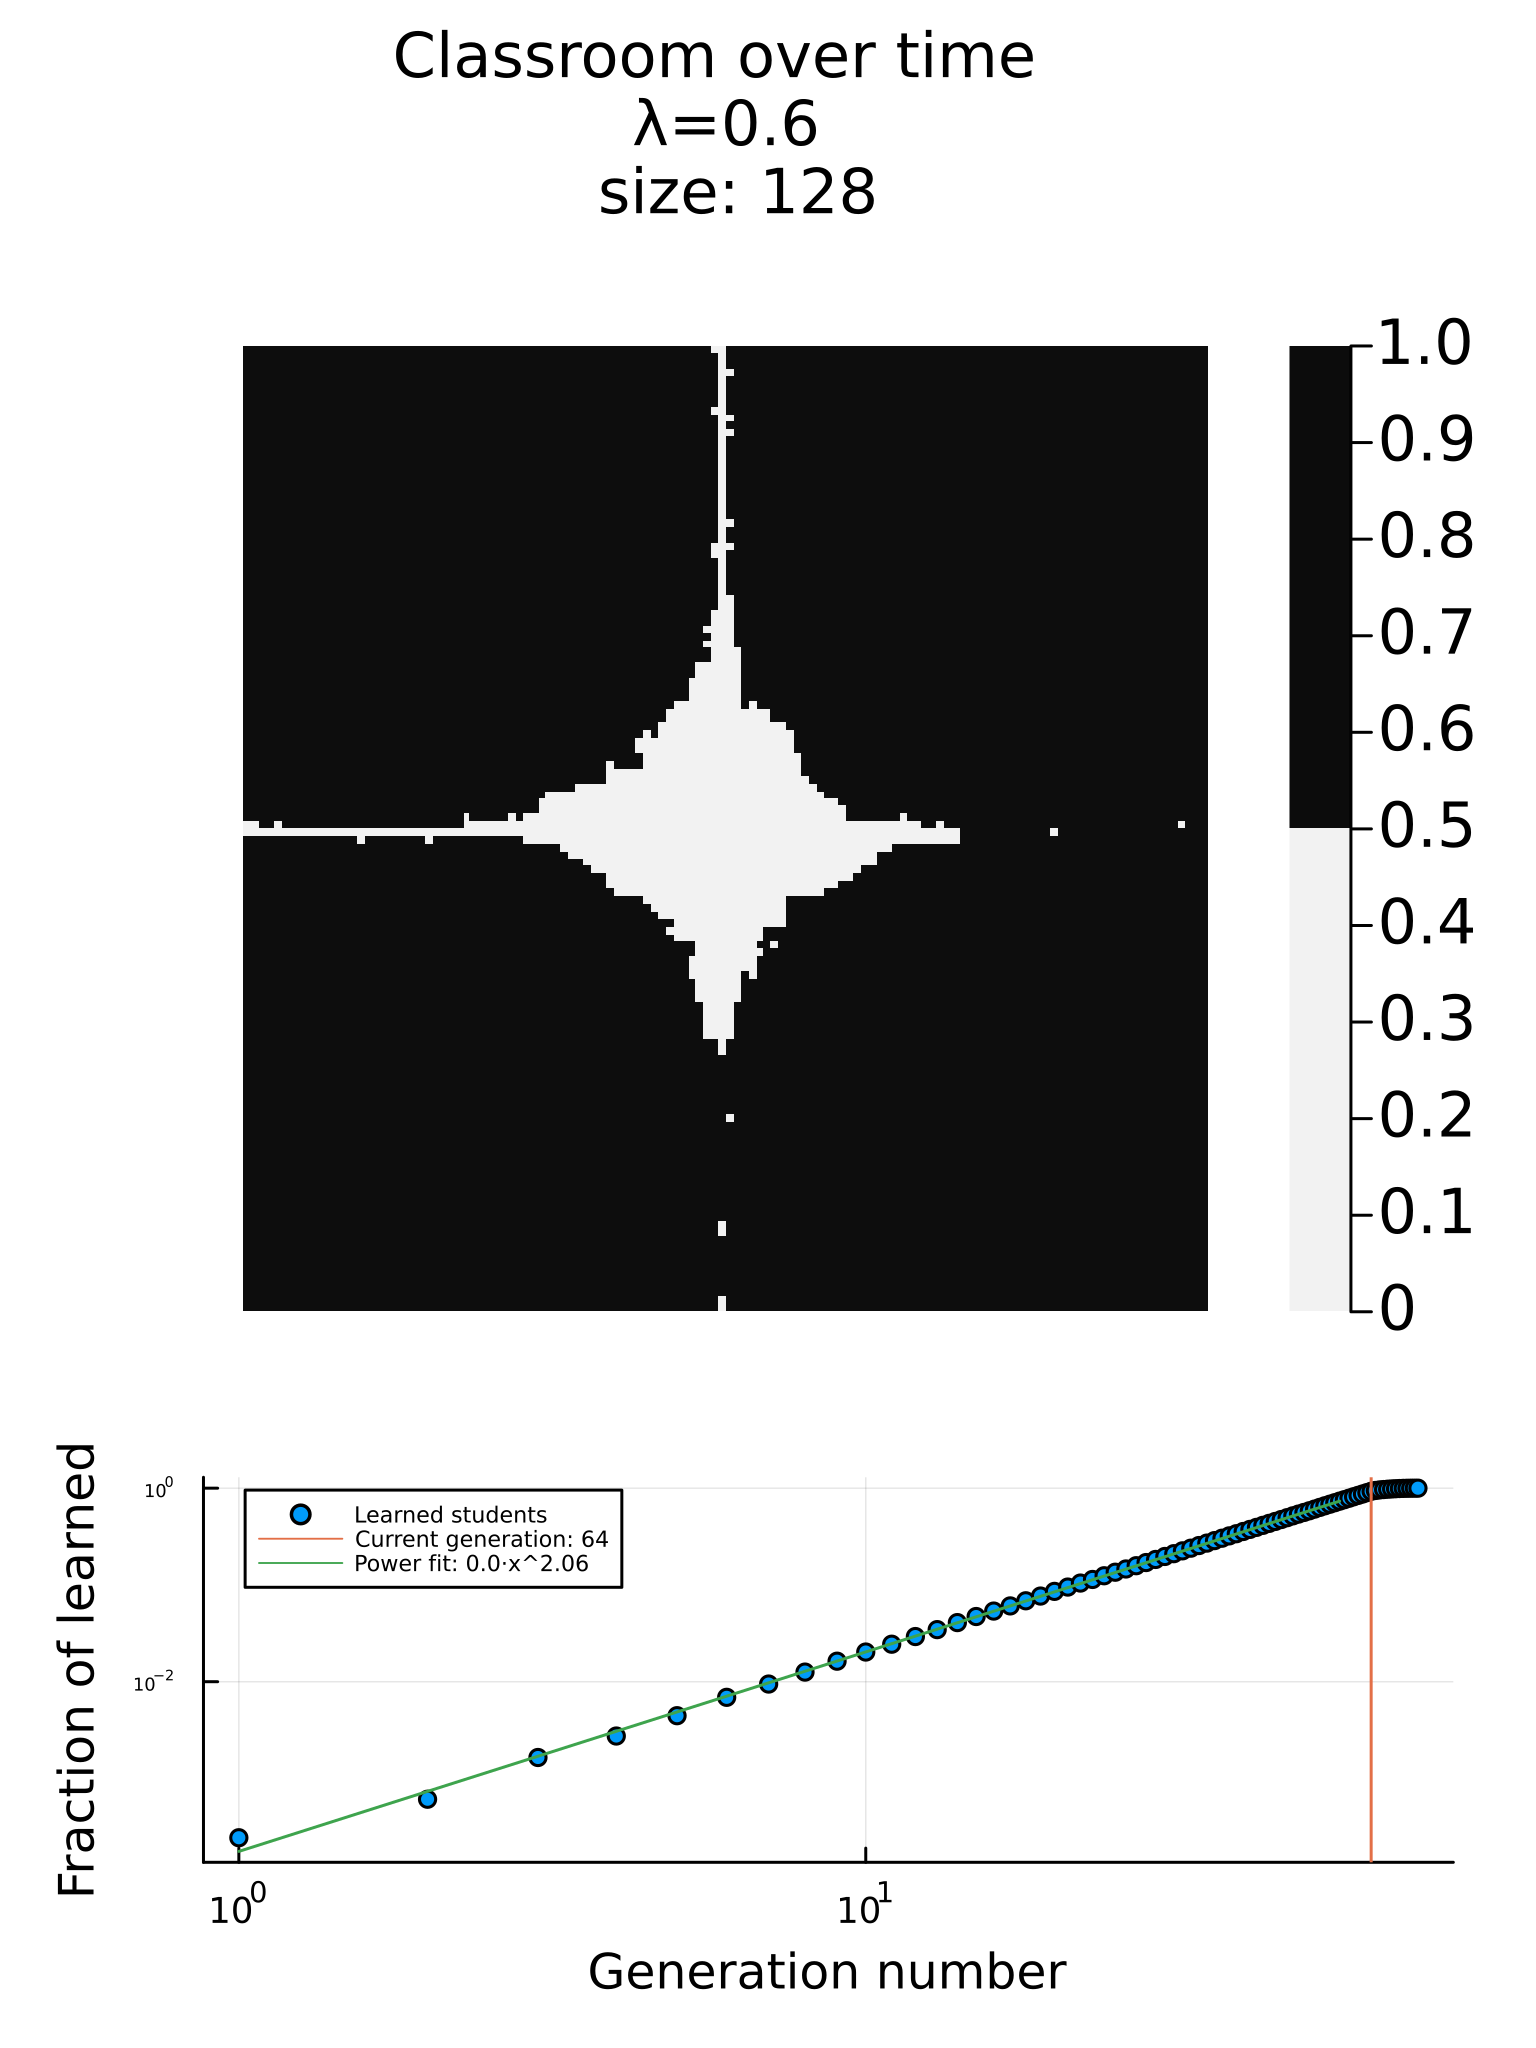 Classroom over time
λ=0.6
size: 128
1.0
0.9
0.8
0.7
0.6
0.5
0.4
0.3
0.2
0.1
0
Fraction of learned
10⁰
10⁻²
Learned students
Current generation: 64
Power fit: 0.0·x^2.06
10⁰
10¹
Generation number